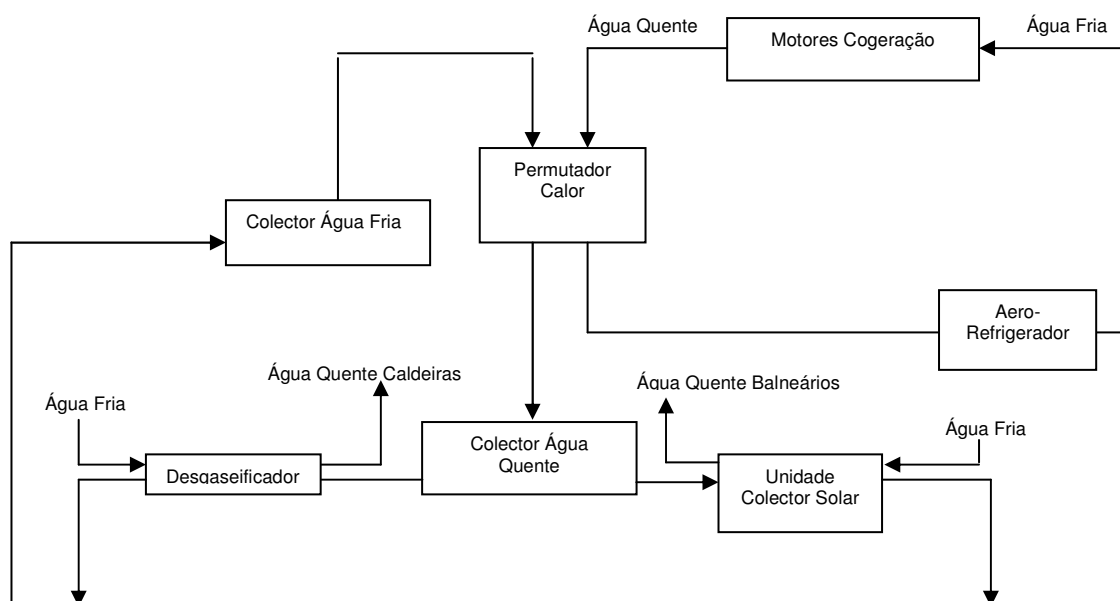 Água Quente
Motores Cogeração
Água Fria
Permutador
Calor
Colector Água Fria
Aero-
Refrigerador
Água Quente Caldeiras
Água Quente Balneários
Água Fria
Água Fria
Colector Água
Quente
Desgaseificador
Unidade
Colector Solar